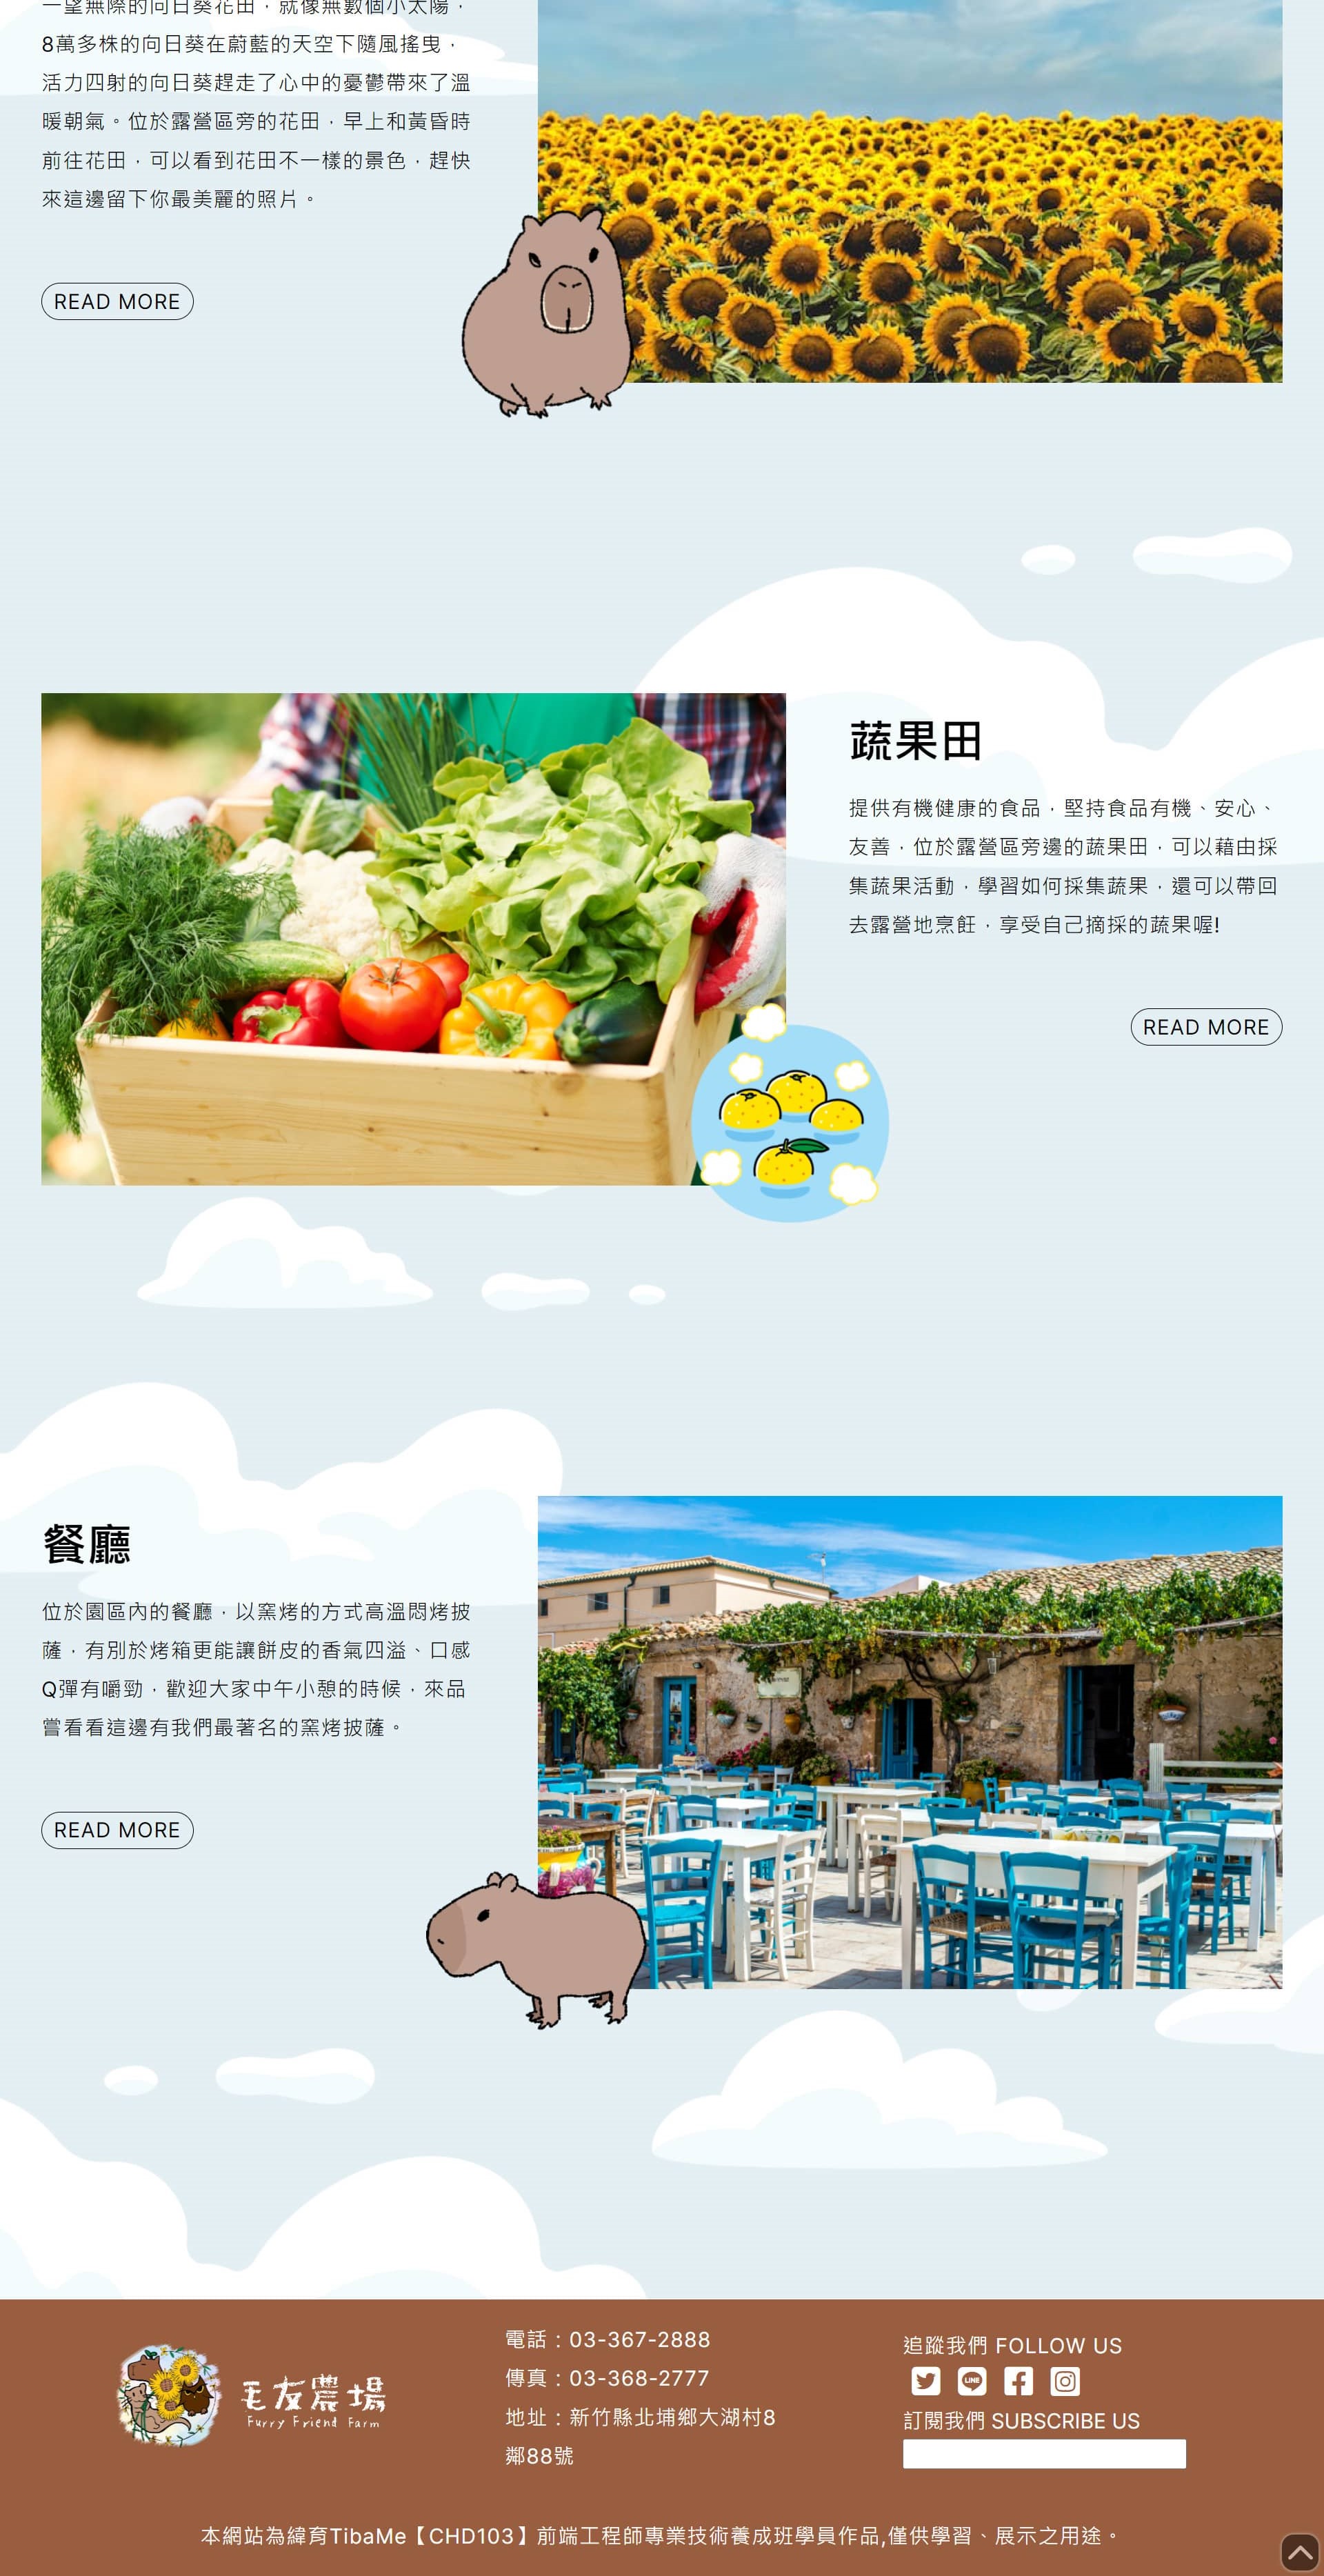 一望無際的向日葵花田，就像無數個小太陽，
8萬多株的向日葵在蔚藍的天空下隨風搖曳，
活力四射的向日葵趕走了心中的憂鬱帶來了溫
暖朝氣。位於露營區旁的花田，早上和黃昏時
前往花田，可以看到花田不一樣的景色，趕快
來這邊留下你最美麗的照片。
READ MORE
蔬果田
提供有機健康的食品，堅持食品有機、安心、
友善，位於露營區旁邊的蔬果田，可以藉由採
集蔬果活動，學習如何採集蔬果，還可以帶回
去露營地烹飪，享受自己摘採的蔬果喔!
READ MORE
餐廳
位於園區內的餐廳，以窯烤的方式高溫悶烤披
薩，有別於烤箱更能讓餅皮的香氣四溢、口感
Q彈有嚼勁，歡迎大家中午小憩的時候，來品
嘗看看這邊有我們最著名的窯烤披薩。
READ MORE
毛友農場
Furry Friend Farm
電話：03-367-2888
傳真：03-368-2777
地址：新竹縣北埔鄉大湖村8
鄰88號
追蹤我們 FOLLOW US
LINE
訂閱我們 SUBSCRIBE US
本網站為緯育TibaMe【CHD103】前端工程師專業技術養成班學員作品,僅供學習、展示之用途。